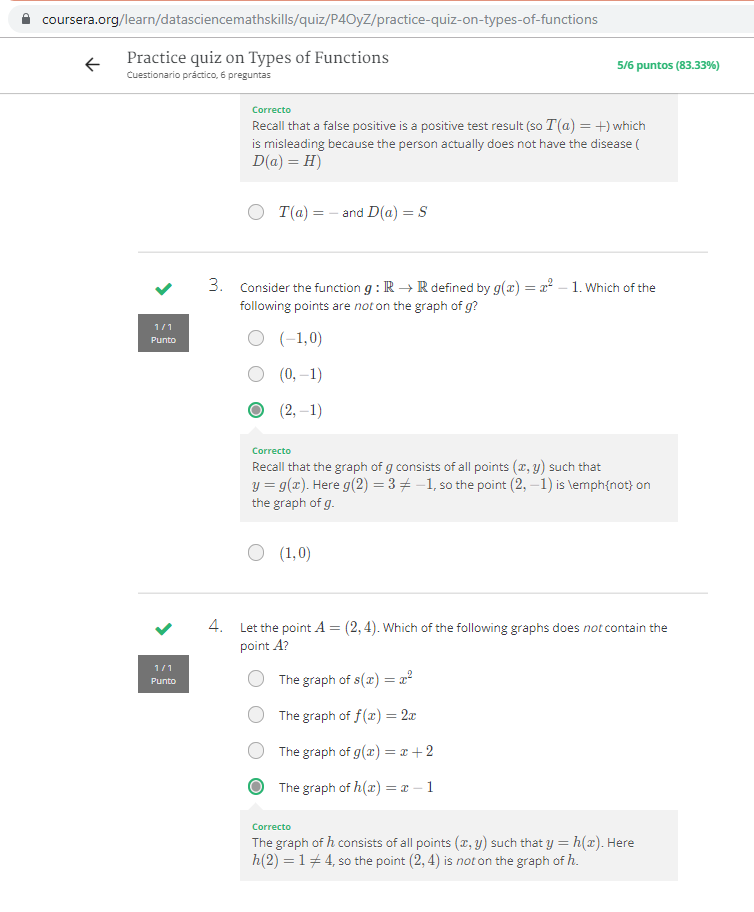 coursera.org/learn/datasciencemathskills/quiz/P4OyZ/practice-quiz-on-types-of-functions
Practice quiz on Types of Functions
Cuestionario práctico, 6 preguntas
5/6 puntos (83.33%)
Correcto
Recall that a false positive is a positive test result (so T(a) = +) which
is misleading because the person actually does not have the disease (
D(a) = H)
T(a) = − and D(a) = S
3.
Consider the function g : ℝ → ℝ defined by g(x) = x² − 1. Which of the
following points are not on the graph of g?
1 / 1
Punto
(−1, 0)
(0, −1)
(2, −1)
Correcto
Recall that the graph of g consists of all points (x, y) such that
y = g(x). Here g(2) = 3 ≠ −1, so the point (2, −1) is \emph{not} on
the graph of g.
(1, 0)
4.
Let the point A = (2, 4). Which of the following graphs does not contain the
point A?
1 / 1
Punto
The graph of s(x) = x²
The graph of f(x) = 2x
The graph of g(x) = x + 2
The graph of h(x) = x − 1
Correcto
The graph of h consists of all points (x, y) such that y = h(x). Here
h(2) = 1 ≠ 4, so the point (2, 4) is not on the graph of h.